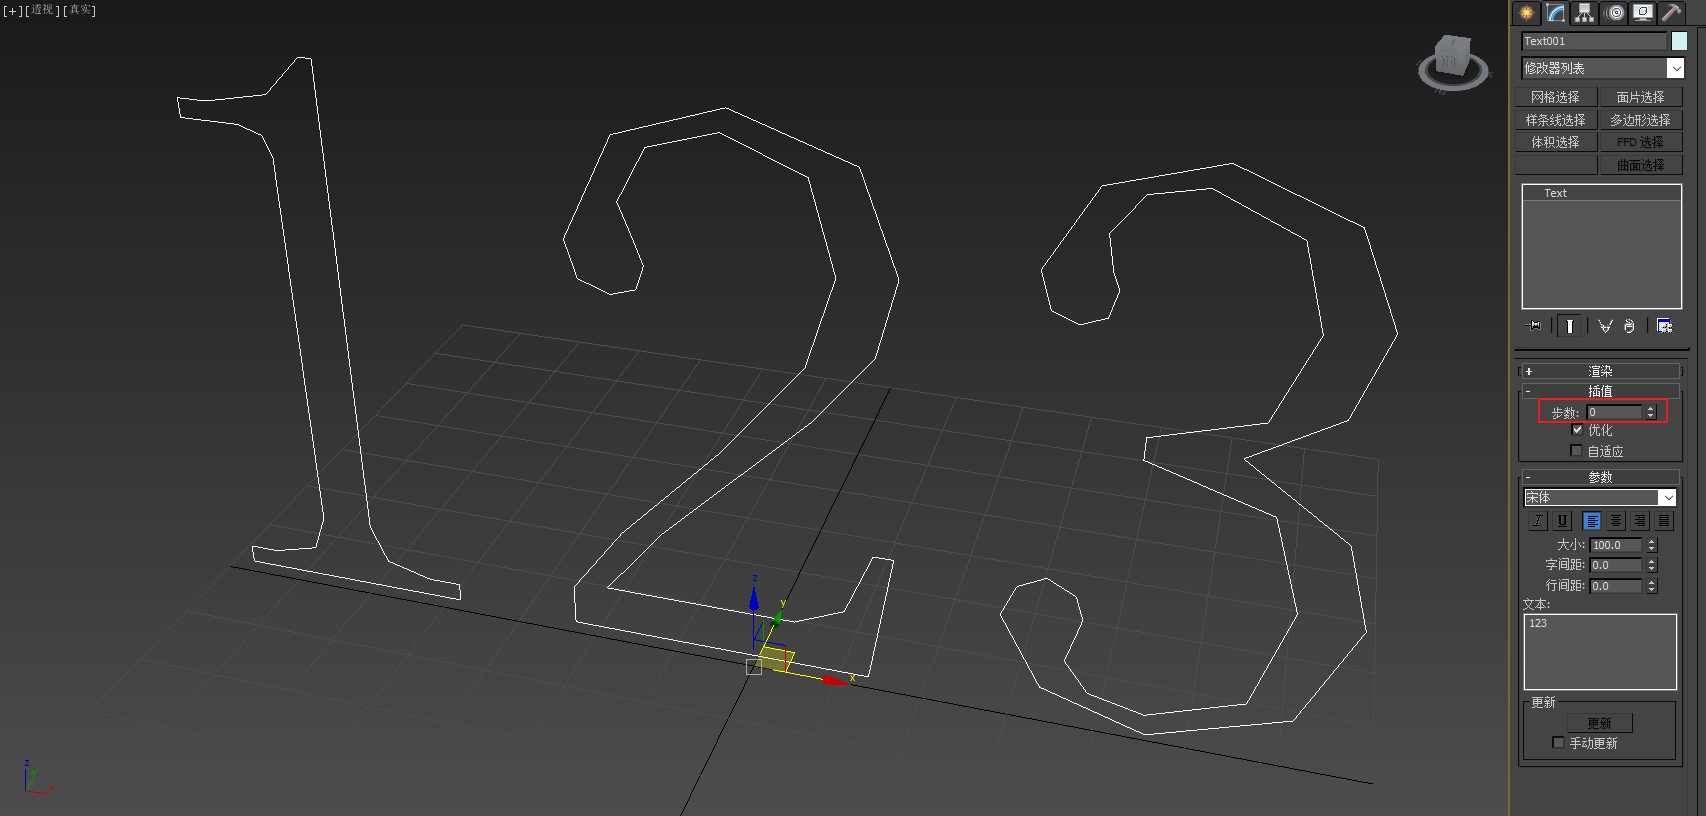 [+][透视][真实]
Text001
修改器列表
网格选择 面片选择
样条线选择 多边形选择
体积选择 FFD 选择
曲面选择
Text
+ 渲染
- 插值
步数: 0
优化
自适应
- 参数
宋体
I U
大小: 100.0
字间距: 0.0
行间距: 0.0
文本:
123
更新
更新
手动更新
123
z
y
x
z
y
x